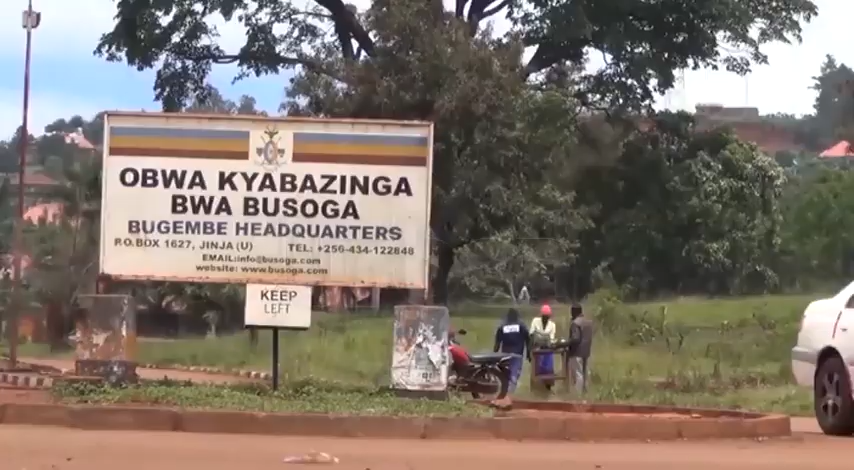 OBWA KYABAZINGA
BWA BUSOGA
BUGEMBE HEADQUARTERS
P.O.BOX 1627, JINJA (U) TEL: +256-434-122848
EMAIL:info@busoga.com
website:www.busoga.com
KEEP
LEFT